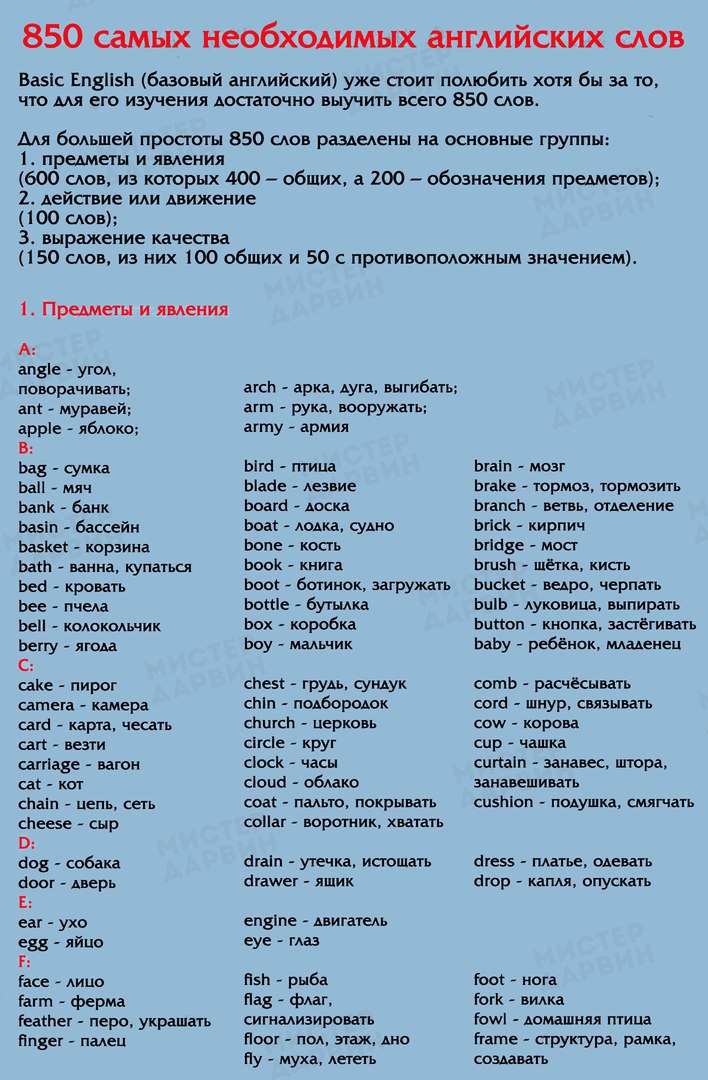 850 самых необходимых английских слов
Basic English (базовый английский) уже стоит полюбить хотя бы за то,
что для его изучения достаточно выучить всего 850 слов.
Для большей простоты 850 слов разделены на основные группы:
1. предметы и явления
(600 слов, из которых 400 – общих, а 200 – обозначения предметов);
2. действие или движение
(100 слов);
3. выражение качества
(150 слов, из них 100 общих и 50 с противоположным значением).
1. Предметы и явления
A:
angle - угол,
поворачивать;
ant - муравей;
apple - яблоко;
arch - арка, дуга, выгибать;
arm - рука, вооружать;
army - армия
B:
bag - сумка
ball - мяч
bank - банк
basin - бассейн
basket - корзина
bath - ванна, купаться
bed - кровать
bee - пчела
bell - колокольчик
berry - ягода
bird - птица
blade - лезвие
board - доска
boat - лодка, судно
bone - кость
book - книга
boot - ботинок, загружать
bottle - бутылка
box - коробка
boy - мальчик
brain - мозг
brake - тормоз, тормозить
branch - ветвь, отделение
brick - кирпич
bridge - мост
brush - щётка, кисть
bucket - ведро, черпать
bulb - луковица, выпирать
button - кнопка, застёгивать
baby - ребёнок, младенец
C:
cake - пирог
camera - камера
card - карта, чесать
cart - везти
carriage - вагон
cat - кот
chain - цепь, сеть
cheese - сыр
chest - грудь, сундук
chin - подбородок
church - церковь
circle - круг
clock - часы
cloud - облако
coat - пальто, покрывать
collar - воротник, хватать
comb - расчёсывать
cord - шнур, связывать
cow - корова
cup - чашка
curtain - занавес, штора,
занавешивать
cushion - подушка, смягчать
D:
dog - собака
door - дверь
drain - утечка, истощать
drawer - ящик
dress - платье, одевать
drop - капля, опускать
E:
ear - ухо
egg - яйцо
engine - двигатель
eye - глаз
F:
face - лицо
farm - ферма
feather - перо, украшать
finger - палец
fish - рыба
flag - флаг,
сигнализировать
floor - пол, этаж, дно
fly - муха, лететь
foot - нога
fork - вилка
fowl - домашняя птица
frame - структура, рамка,
создавать
МИСТЕР
ДАРВИН